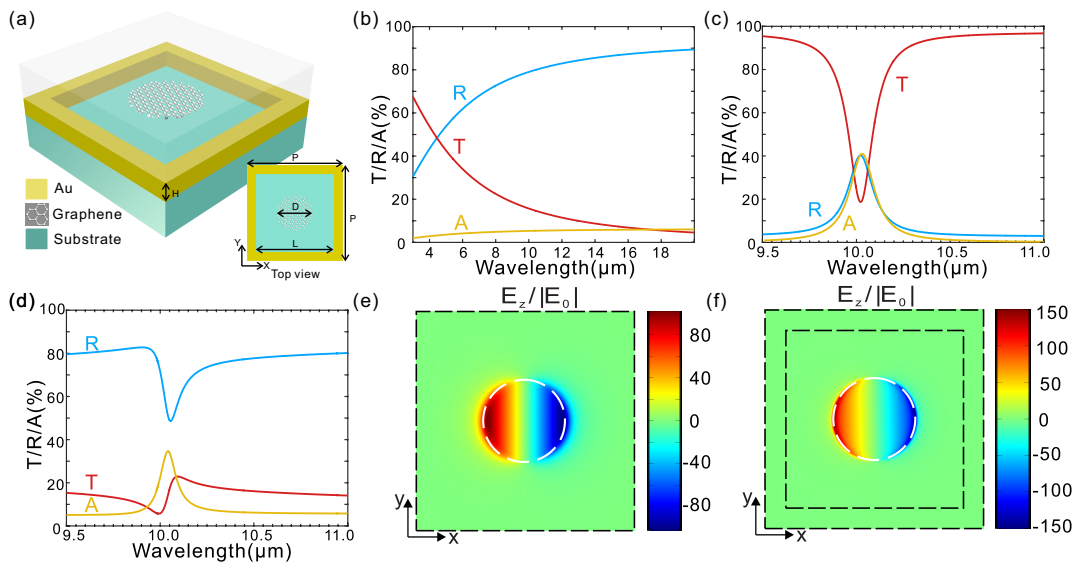 (a)
Au
Graphene
Substrate
H
P
P
D
L
Y
X
Top view
(b)
T/R/A(%)
100
80
60
40
20
0
R
T
A
4 6 8 10 12 14 16 18
Wavelength(μm)
(c)
T/R/A(%)
100
80
60
40
20
0
T
R
A
9.5 10.0 10.5 11.0
Wavelength(μm)
(d)
T/R/A(%)
100
80
60
40
20
0
R
T
A
9.5 10.0 10.5 11.0
Wavelength(μm)
(e)
E_z/|E_0|
80
40
0
-40
-80
y
x
(f)
E_z/|E_0|
150
100
50
0
-50
-100
-150
y
x